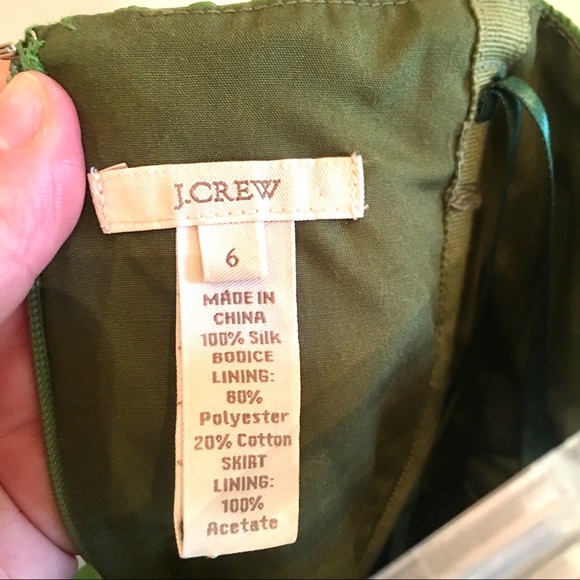 J.CREW
6
MADE IN
CHINA
100% Silk
BODICE
LINING:
80%
Polyester
20% Cotton
SKIRT
LINING:
100%
Acetate